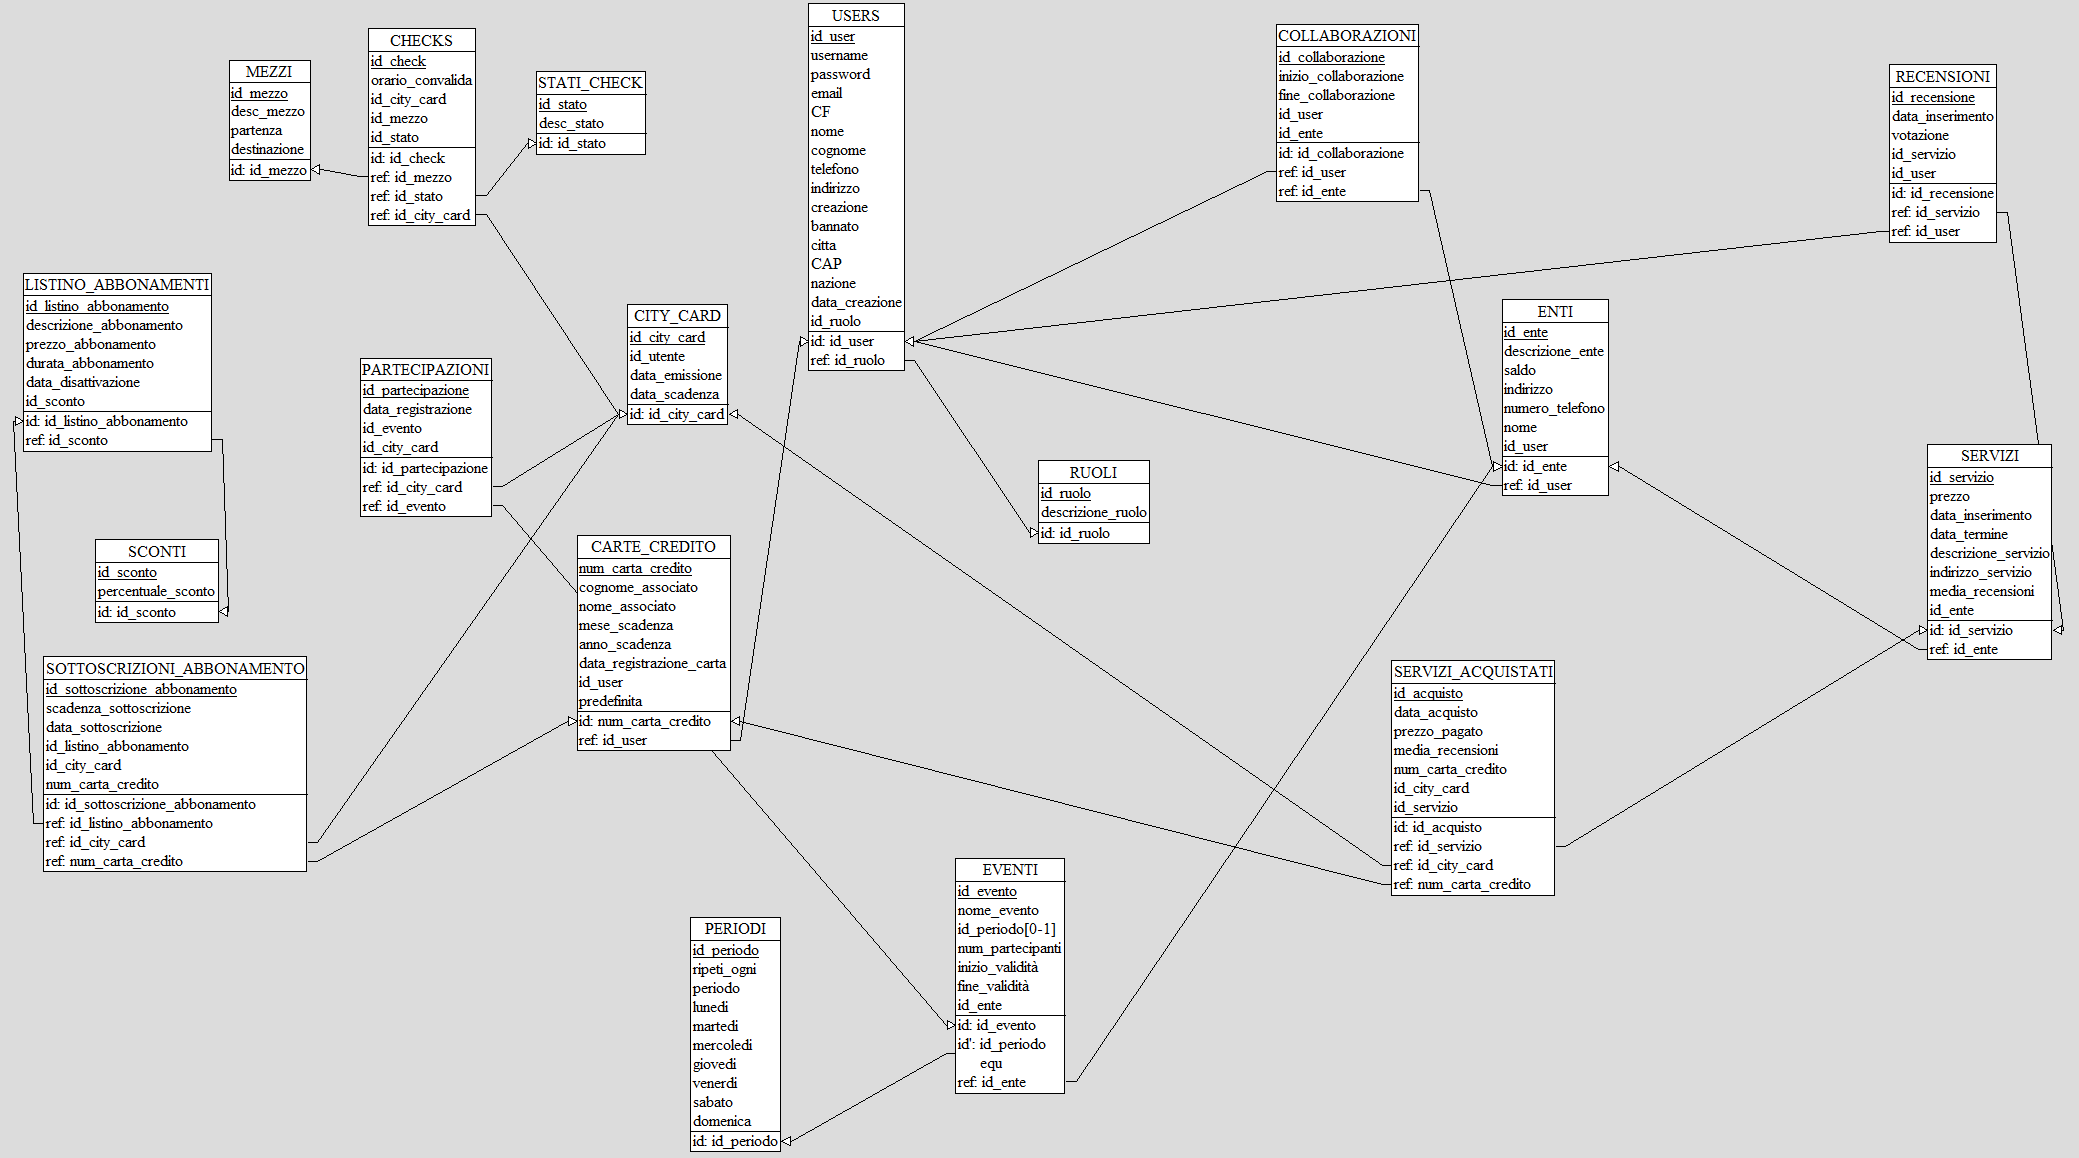 USERS
id_user
username
password
email
CF
nome
cognome
telefono
indirizzo
creazione
bannato
citta
CAP
nazione
data_creazione
id_ruolo
id: id_user
ref: id_ruolo
COLLABORAZIONI
id_collaborazione
inizio_collaborazione
fine_collaborazione
id_user
id_ente
id: id_collaborazione
ref: id_user
ref: id_ente
CHECKS
id_check
orario_convalida
id_city_card
id_mezzo
id_stato
id: id_check
ref: id_mezzo
ref: id_stato
ref: id_city_card
MEZZI
id_mezzo
desc_mezzo
partenza
destinazione
id: id_mezzo
STATI_CHECK
id_stato
desc_stato
id: id_stato
RECENSIONI
id_recensione
data_inserimento
votazione
id_servizio
id_user
id: id_recensione
ref: id_servizio
ref: id_user
LISTINO_ABBONAMENTI
id_listino_abbonamento
descrizione_abbonamento
prezzo_abbonamento
durata_abbonamento
data_disattivazione
id_sconto
id: id_listino_abbonamento
ref: id_sconto
CITY_CARD
id_city_card
id_utente
data_emissione
data_scadenza
id: id_city_card
ENTI
id_ente
descrizione_ente
saldo
indirizzo
numero_telefono
nome
id_user
id: id_ente
ref: id_user
PARTECIPAZIONI
id_partecipazione
data_registrazione
id_evento
id_city_card
id: id_partecipazione
ref: id_city_card
ref: id_evento
RUOLI
id_ruolo
descrizione_ruolo
id: id_ruolo
SERVIZI
id_servizio
prezzo
data_inserimento
data_termine
descrizione_servizio
indirizzo_servizio
media_recensioni
id_ente
id: id_servizio
ref: id_ente
SCONTI
id_sconto
percentuale_sconto
id: id_sconto
CARTE_CREDITO
num_carta_credito
cognome_associato
nome_associato
mese_scadenza
anno_scadenza
data_registrazione_carta
id_user
predefinita
id: num_carta_credito
ref: id_user
SOTTOSCRIZIONI_ABBONAMENTO
id_sottoscrizione_abbonamento
scadenza_sottoscrizione
data_sottoscrizione
id_listino_abbonamento
id_city_card
num_carta_credito
id: id_sottoscrizione_abbonamento
ref: id_listino_abbonamento
ref: id_city_card
ref: num_carta_credito
SERVIZI_ACQUISTATI
id_acquisto
data_acquisto
prezzo_pagato
media_recensioni
num_carta_credito
id_city_card
id_servizio
id: id_acquisto
ref: id_servizio
ref: id_city_card
ref: num_carta_credito
EVENTI
id_evento
nome_evento
id_periodo[0-1]
num_partecipanti
inizio_validità
fine_validità
id_ente
id: id_evento
id': id_periodo
equ
ref: id_ente
PERIODI
id_periodo
ripeti_ogni
periodo
lunedi
martedi
mercoledi
giovedi
venerdi
sabato
domenica
id: id_periodo